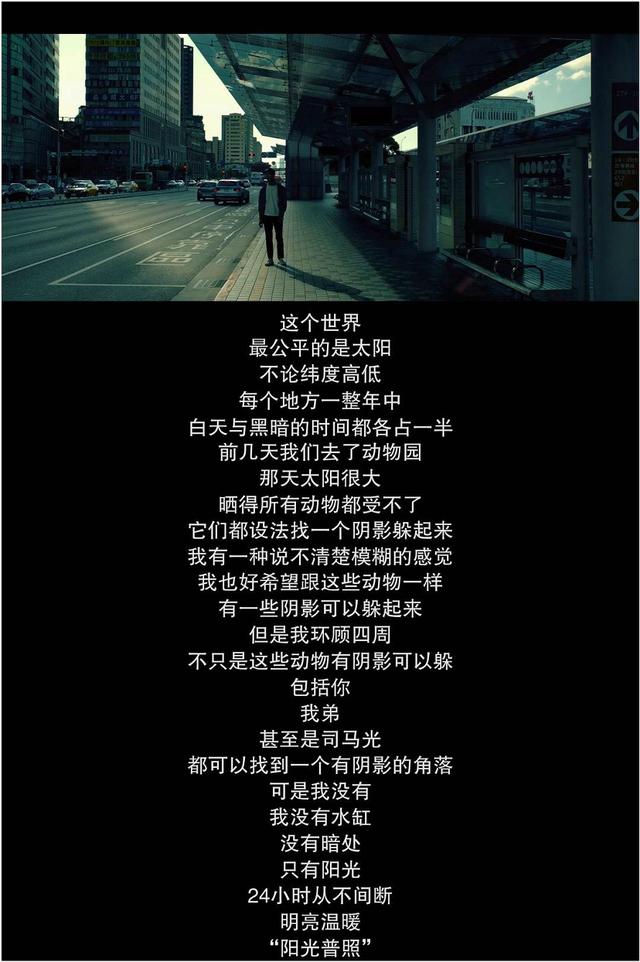 这个世界
最公平的是太阳
不论纬度高低
每个地方一整年中
白天与黑暗的时间都各占一半
前几天我们去了动物园
那天太阳很大
晒得所有动物都受不了
它们都设法找一个阴影躲起来
我有一种说不清楚模糊的感觉
我也好希望跟这些动物一样
有一些阴影可以躲起来
但是我环顾四周
不只是这些动物有阴影可以躲
包括你
我弟
甚至是司马光
都可以找到一个有阴影的角落
可是我没有
我没有水缸
没有暗处
只有阳光
24小时从不间断
明亮温暖
“阳光普照”